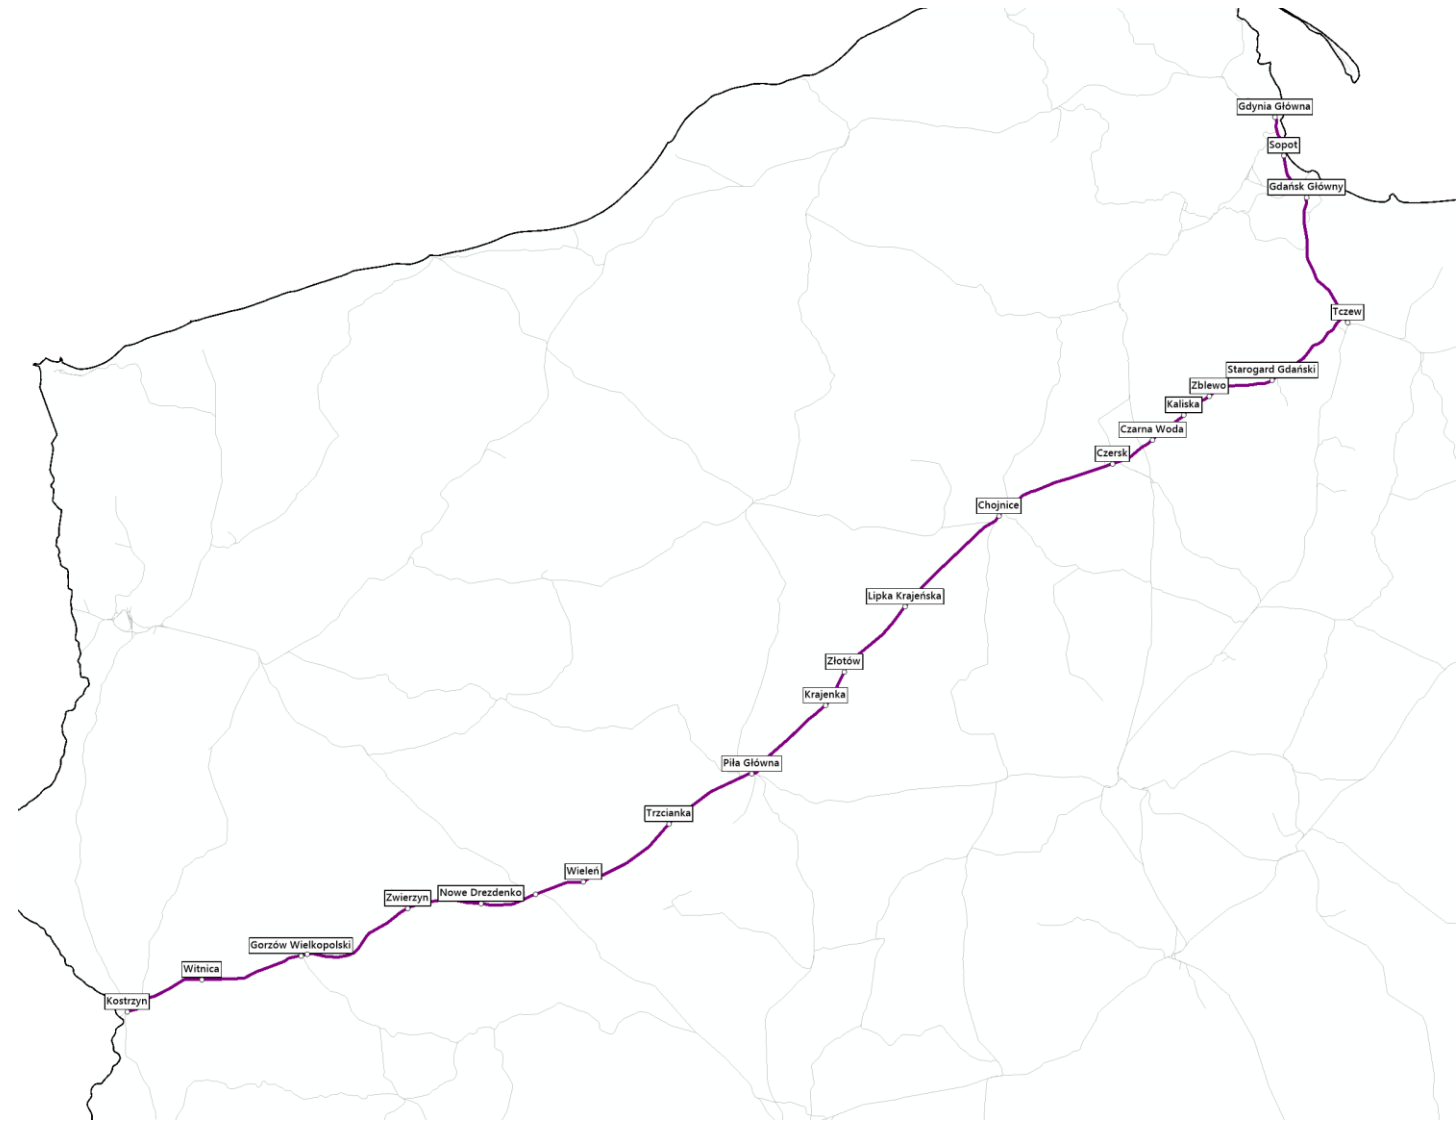 Gdynia Główna
Sopot
Gdańsk Główny
Tczew
Starogard Gdański
Zblewo
Kaliska
Czarna Woda
Czersk
Chojnice
Lipka Krajeńska
Złotów
Krajenka
Piła Główna
Trzcianka
Wieleń
Nowe Drezdenko
Zwierzyn
Gorzów Wielkopolski
Witnica
Kostrzyn